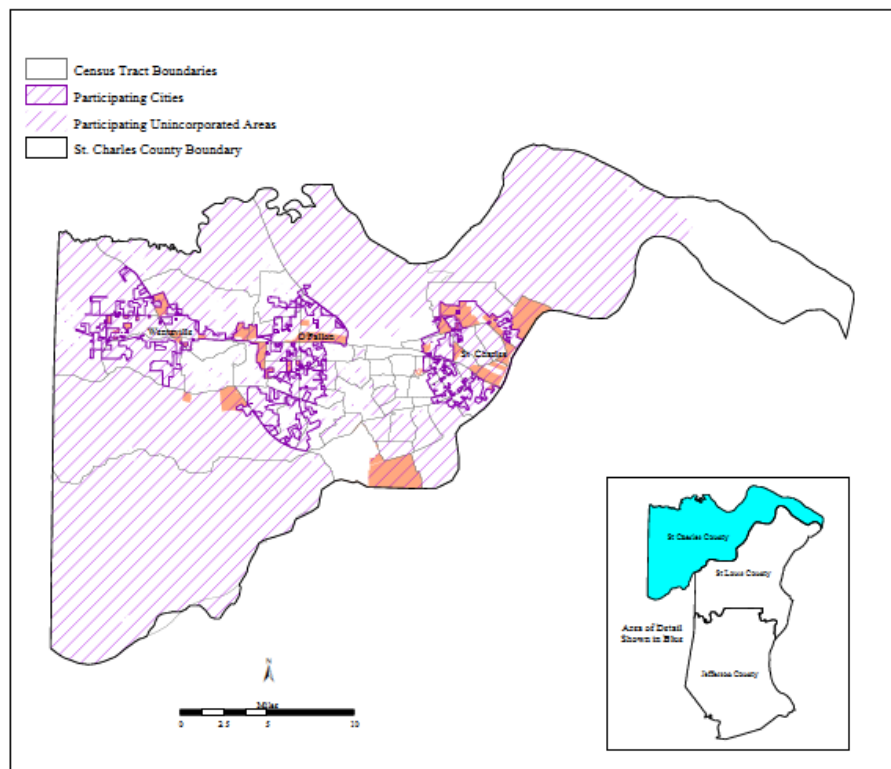 Census Tract Boundaries
Participating Cities
Participating Unincorporated Areas
St. Charles County Boundary
Wentzville
O'Fallon
St. Charles
St Charles County
St Louis County
Area of Detail
Shown in Blue
Jefferson County
N
Miles
0 2.5 5 10